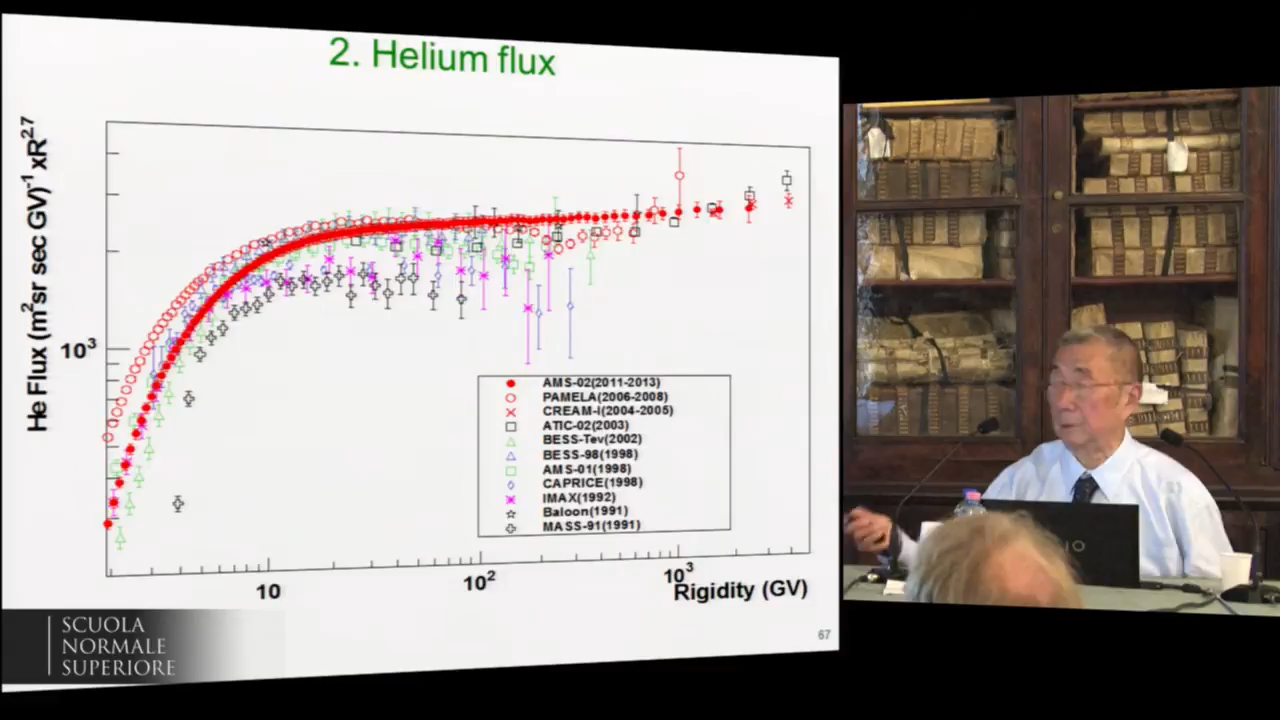 2. Helium flux
He Flux (m²sr sec GV)⁻¹ xR²⁷
10³
10
10²
10³
Rigidity (GV)
AMS-02(2011-2013)
PAMELA(2006-2008)
CREAM-I(2004-2005)
ATIC-02(2003)
BESS-Tev(2002)
BESS-98(1998)
AMS-01(1998)
CAPRICE(1998)
IMAX(1992)
Baloon(1991)
MASS-91(1991)
67
SCUOLA
NORMALE
SUPERIORE